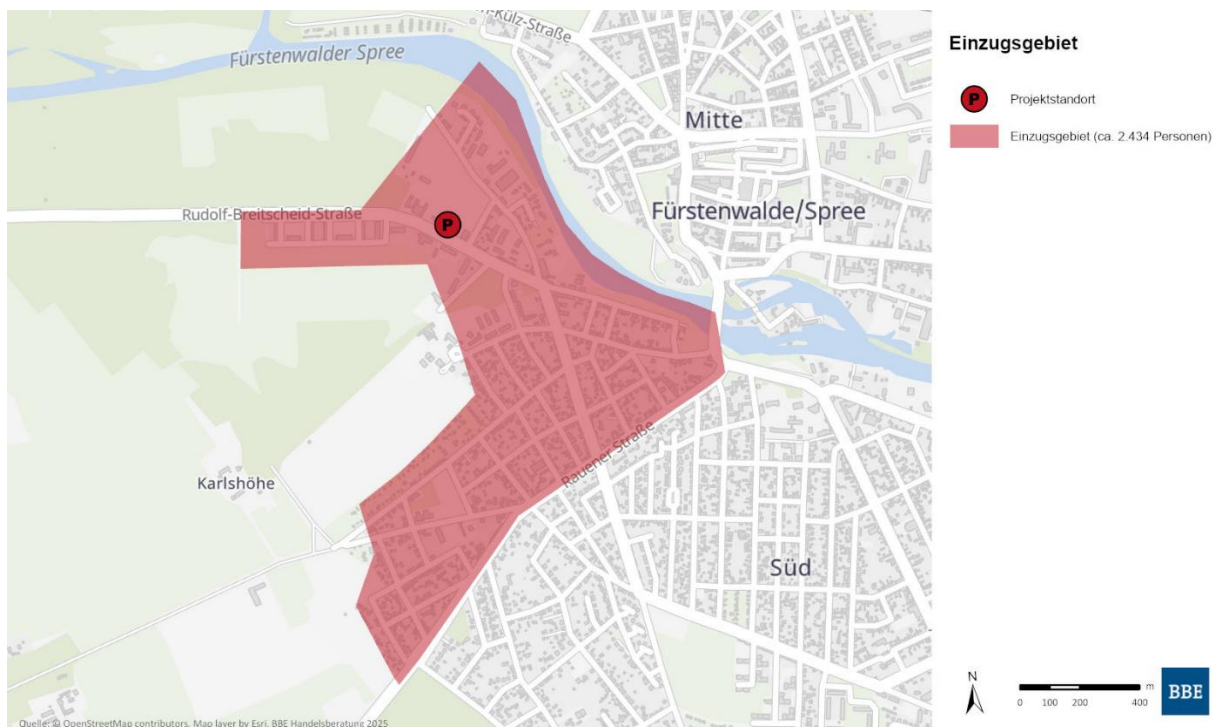 n-Külz-Straße
Fürstenwalder Spree
Mitte
Rudolf-Breitscheid-Straße
P
Fürstenwalde/Spree
Rauener Straße
Karlshöhe
Süd
Quelle: © OpenStreetMap contributors, Map layer by Esri, BBE Handelsberatung 2025
Einzugsgebiet
P Projektstandort
Einzugsgebiet (ca. 2.434 Personen)
N
m
0 100 200 400
BBE